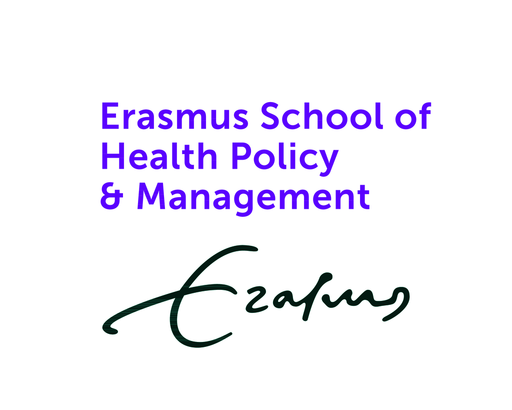 Erasmus School of
Health Policy
& Management
Erasmus